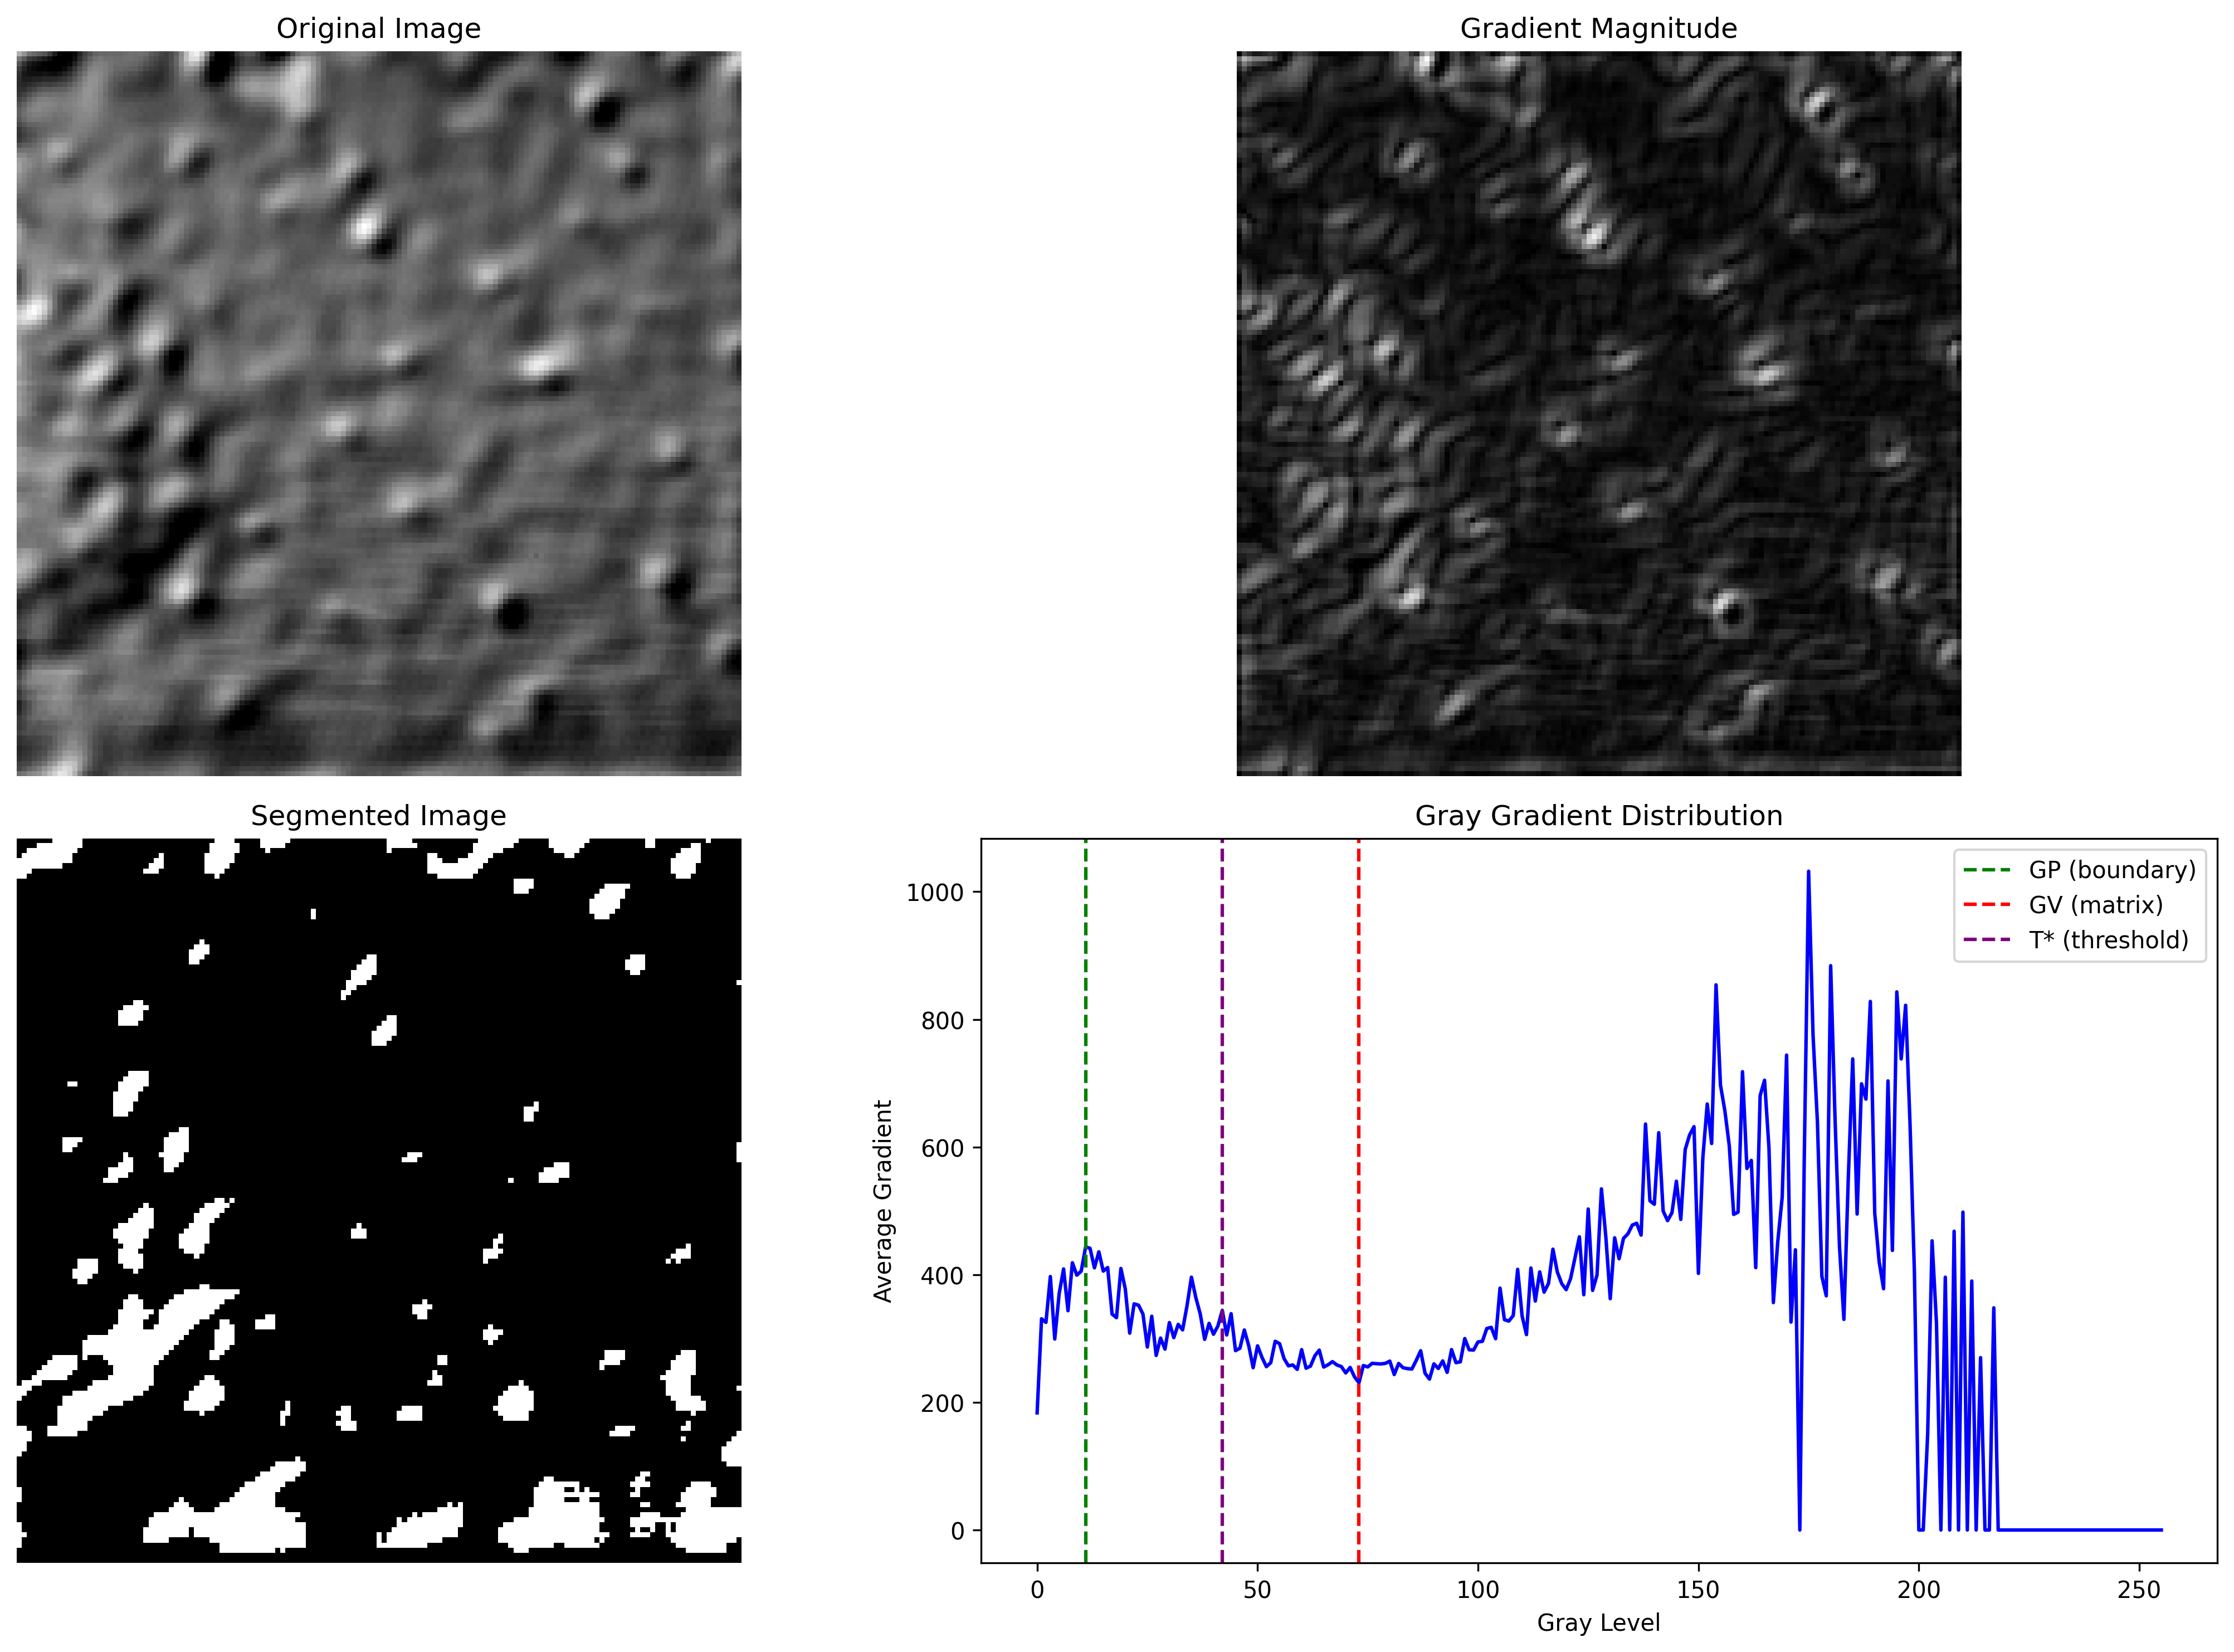 Original Image
Gradient Magnitude
Segmented Image
Gray Gradient Distribution
GP (boundary)
GV (matrix)
T* (threshold)
1000
800
600
400
200
0
Average Gradient
0 50 100 150 200 250
Gray Level